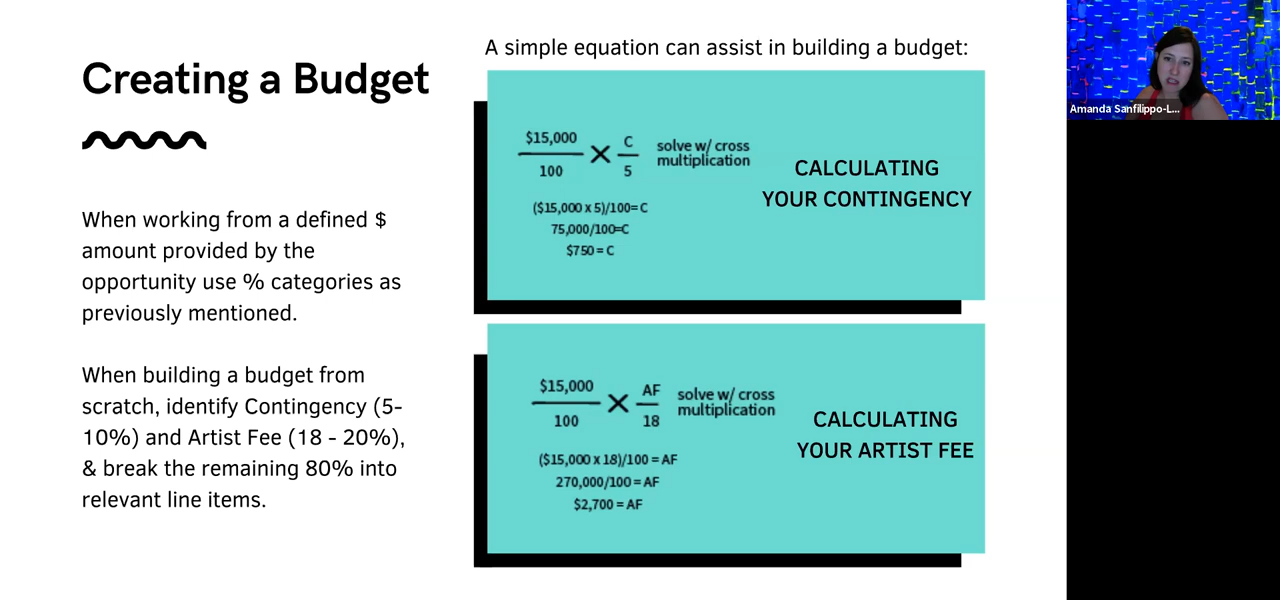 Creating a Budget
When working from a defined $
amount provided by the
opportunity use % categories as
previously mentioned.
When building a budget from
scratch, identify Contingency (5-
10%) and Artist Fee (18 - 20%),
& break the remaining 80% into
relevant line items.
A simple equation can assist in building a budget:
$15,000
100
X
C
5
solve w/ cross
multiplication
($15,000 x 5)/100= C
75,000/100=C
$750 = C
CALCULATING
YOUR CONTINGENCY
$15,000
100
X
AF
18
solve w/ cross
multiplication
($15,000 x 18)/100 = AF
270,000/100 = AF
$2,700 = AF
CALCULATING
YOUR ARTIST FEE
Amanda Sanfilippo-L...